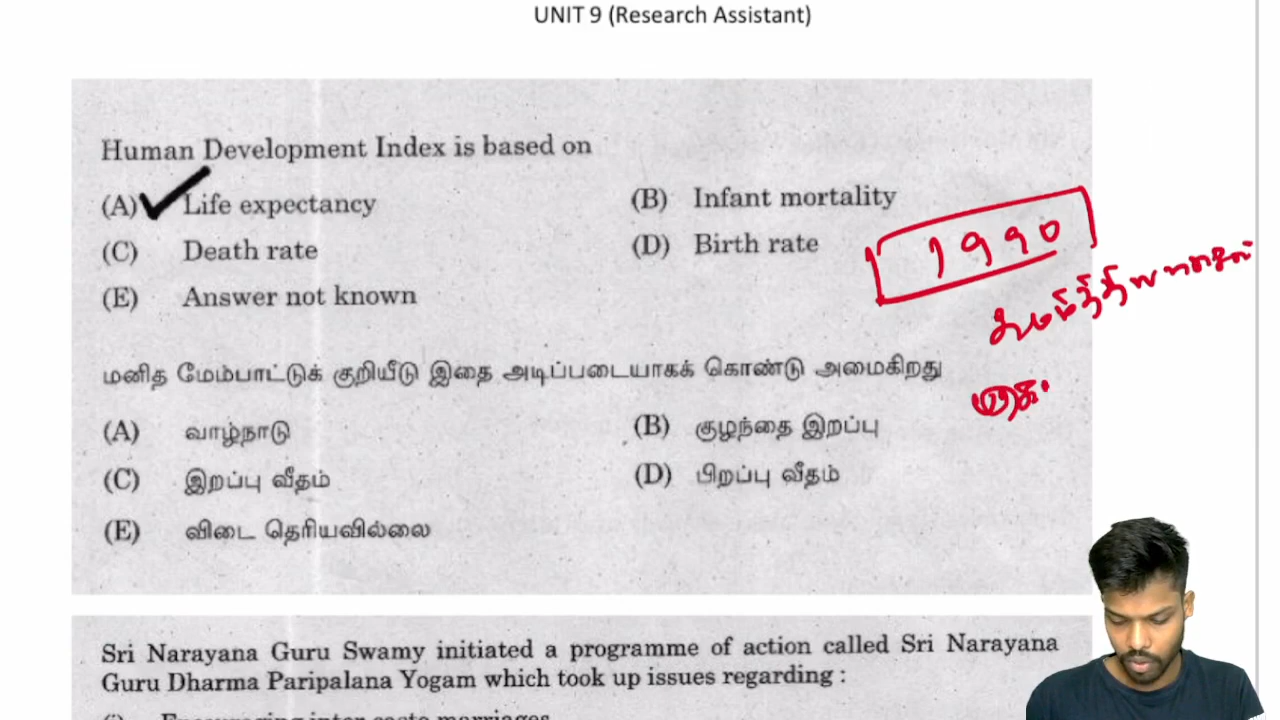 UNIT 9 (Research Assistant)
Human Development Index is based on
(A) Life expectancy
(B) Infant mortality
(C) Death rate
(D) Birth rate
(E) Answer not known
1990
மனித மேம்பாட்டுக் குறியீடு இதை அடிப்படையாகக் கொண்டு அமைகிறது
(A) வாழ்நாடு
(B) குழந்தை இறப்பு
(C) இறப்பு வீதம்
(D) பிறப்பு வீதம்
(E) விடை தெரியவில்லை
Sri Narayana Guru Swamy initiated a programme of action called Sri Narayana
Guru Dharma Paripalana Yogam which took up issues regarding :